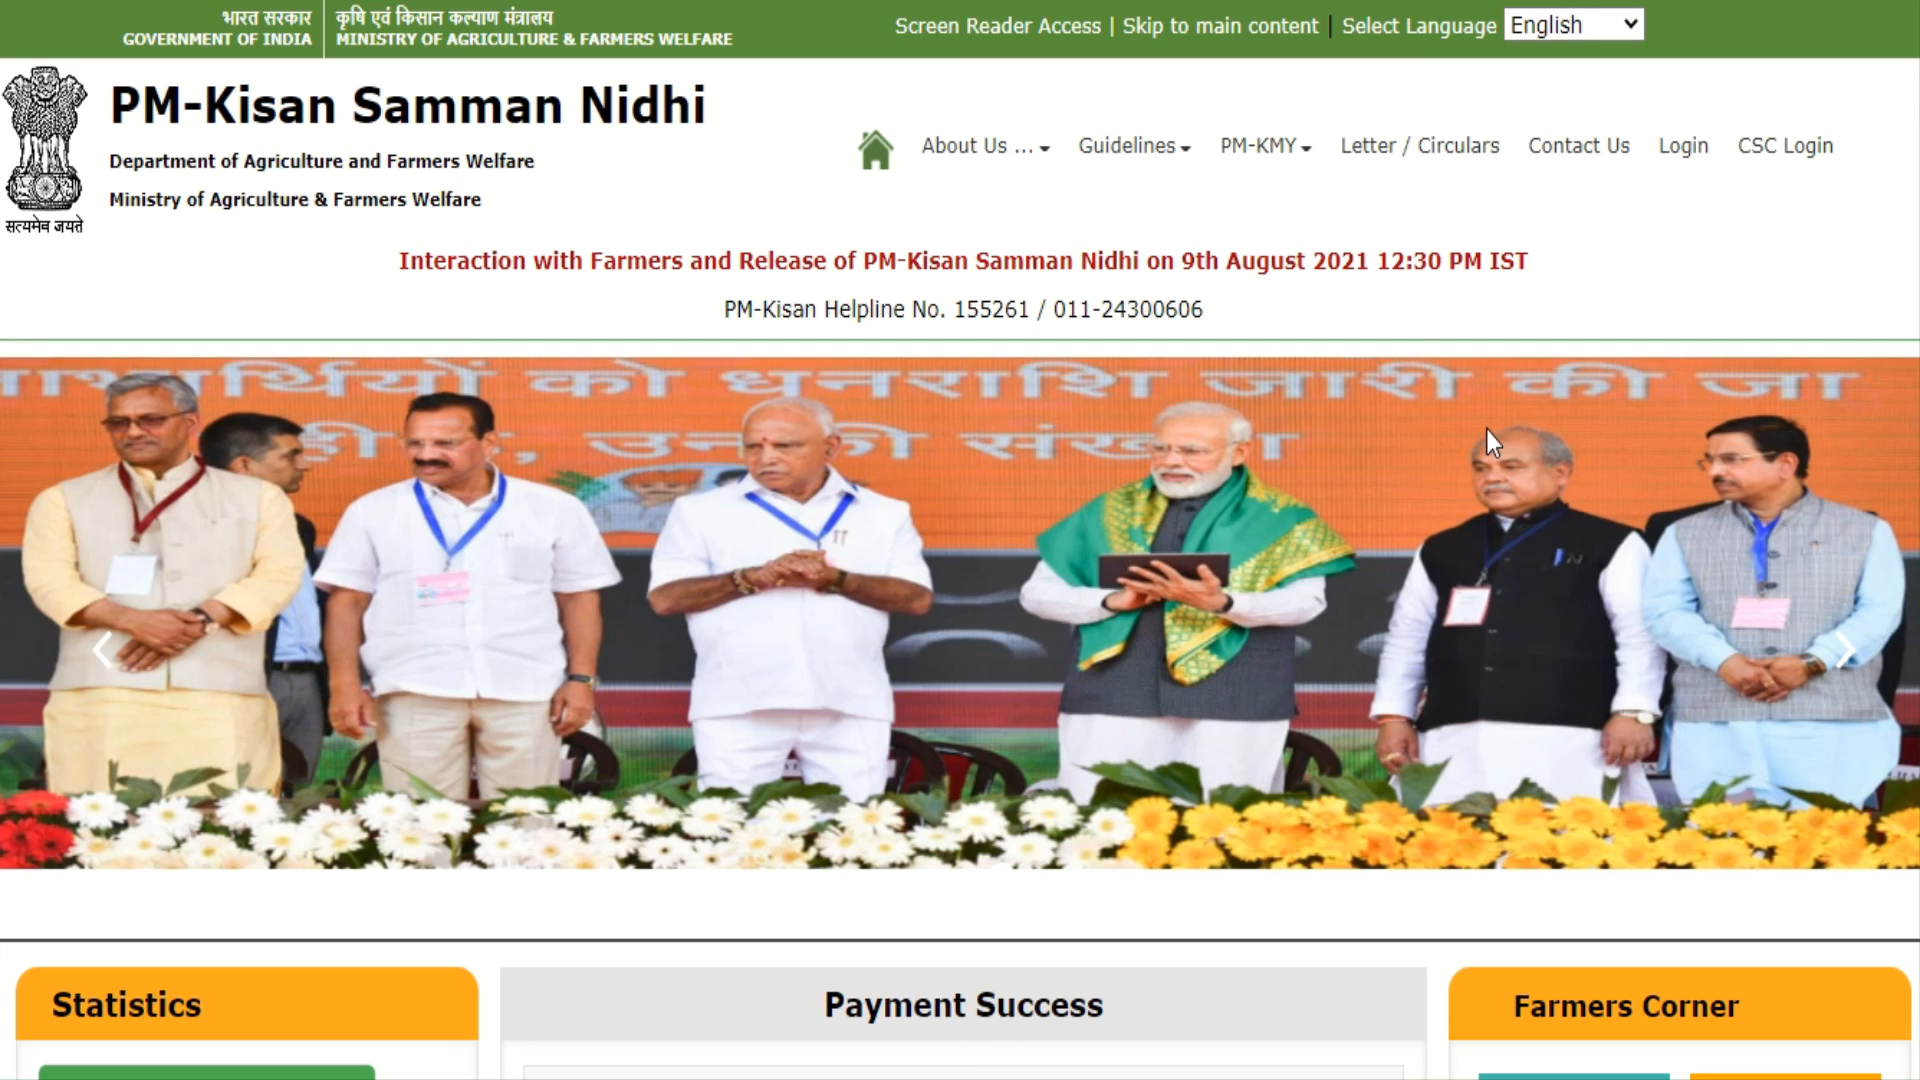 भारत सरकार
GOVERNMENT OF INDIA
कृषि एवं किसान कल्याण मंत्रालय
MINISTRY OF AGRICULTURE & FARMERS WELFARE
Screen Reader Access | Skip to main content | Select Language English
सत्यमेव जयते
PM-Kisan Samman Nidhi
Department of Agriculture and Farmers Welfare
Ministry of Agriculture & Farmers Welfare
About Us ... Guidelines PM-KMY Letter / Circulars Contact Us Login CSC Login
Interaction with Farmers and Release of PM-Kisan Samman Nidhi on 9th August 2021 12:30 PM IST
PM-Kisan Helpline No. 155261 / 011-24300606
को धनराशि जारी की जा
Statistics
Payment Success
Farmers Corner